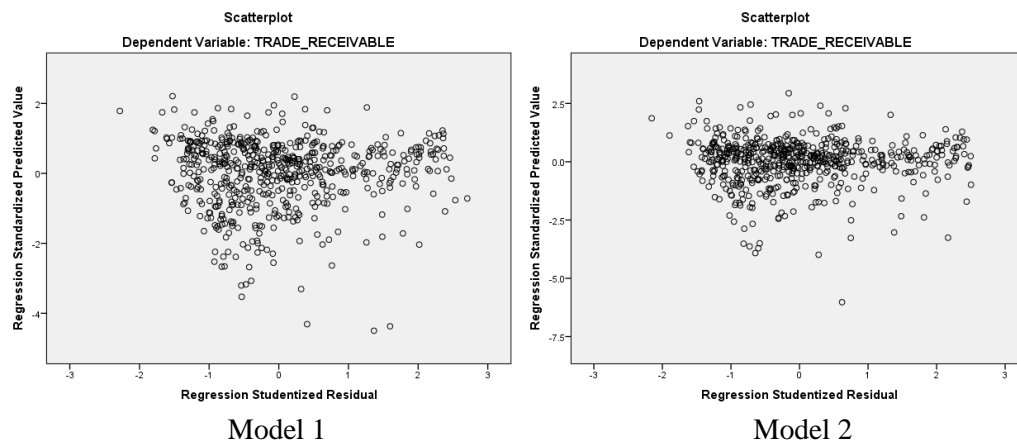 Scatterplot
Dependent Variable: TRADE_RECEIVABLE
Regression Standardized Predicted Value
2
0
-2
-4
-3
-2
-1
0
1
2
3
Regression Studentized Residual
Model 1
Scatterplot
Dependent Variable: TRADE_RECEIVABLE
Regression Standardized Predicted Value
2.5
0.0
-2.5
-5.0
-7.5
-3
-2
-1
0
1
2
3
Regression Studentized Residual
Model 2